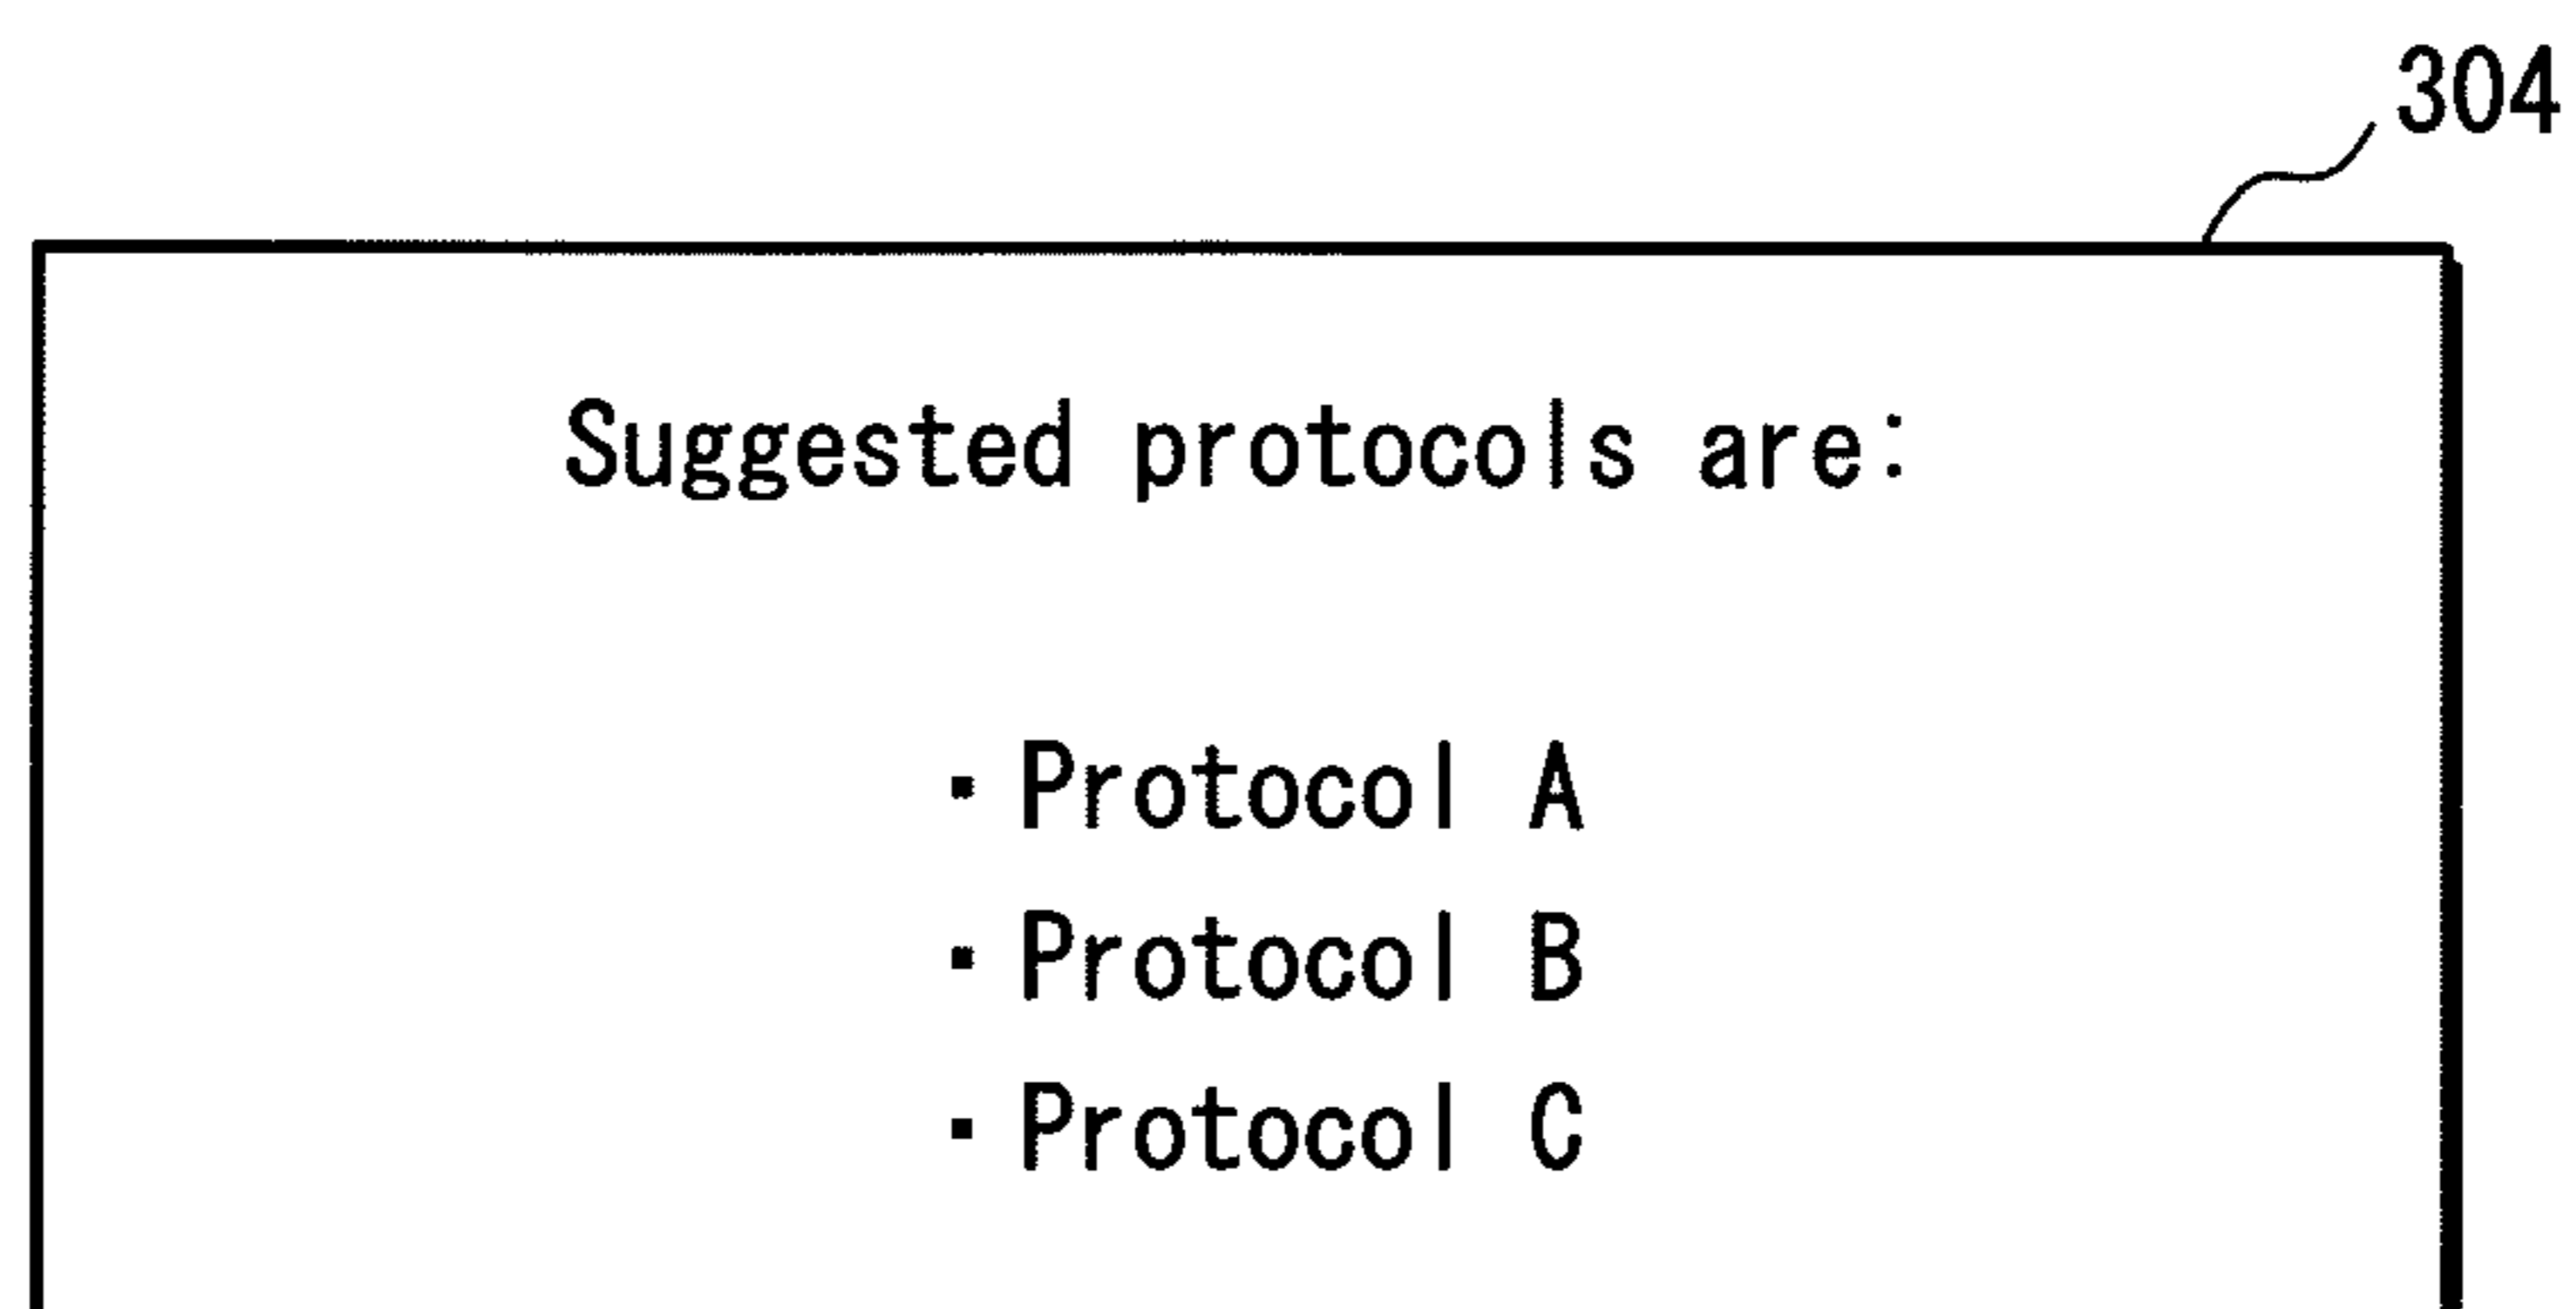 304
Suggested protocols are:
▪ Protocol A
▪ Protocol B
▪ Protocol C